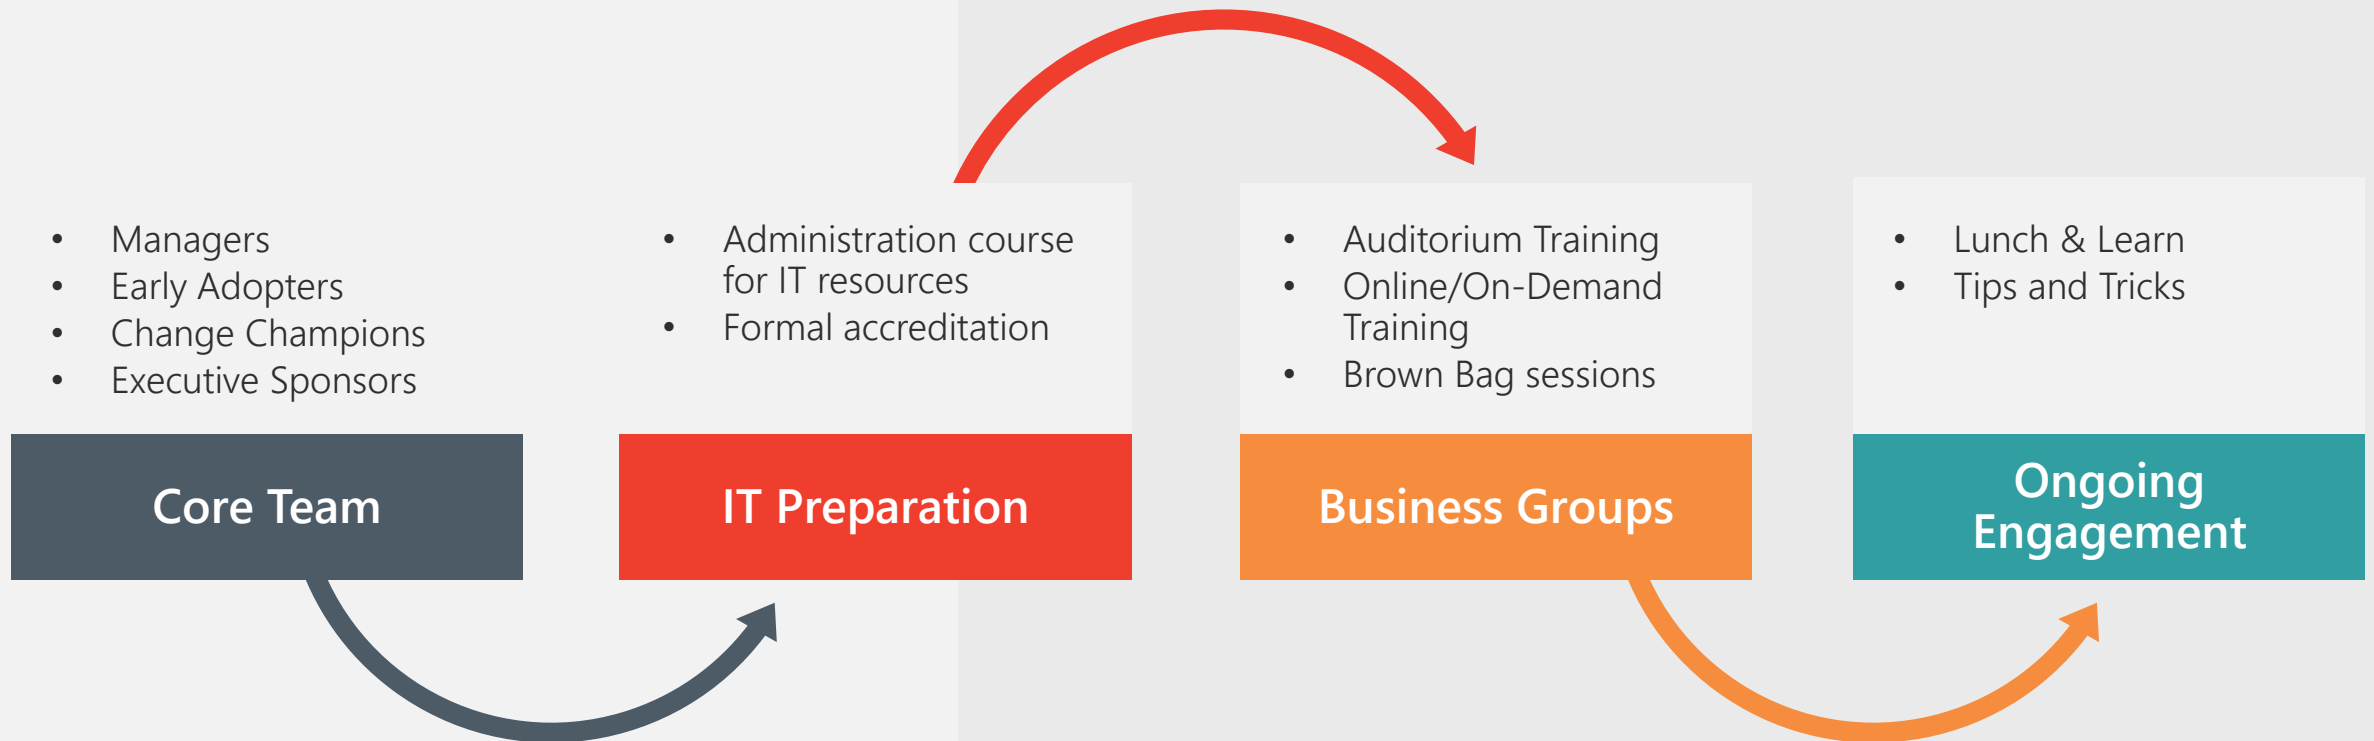 • Managers
• Early Adopters
• Change Champions
• Executive Sponsors
Core Team
• Administration course
for IT resources
• Formal accreditation
IT Preparation
• Auditorium Training
• Online/On-Demand
Training
• Brown Bag sessions
Business Groups
• Lunch & Learn
• Tips and Tricks
Ongoing
Engagement